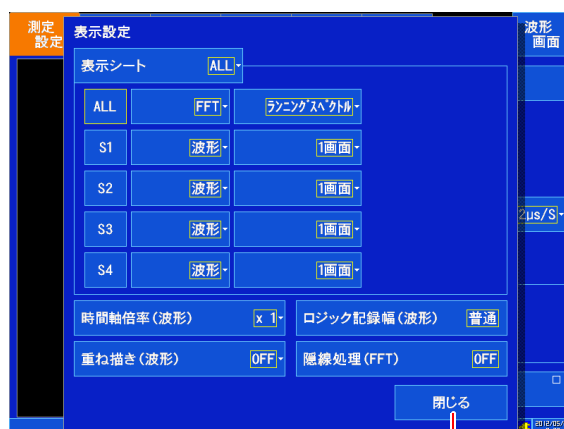 測定
設定
表示設定
波形
画面
表示シート ALL
ALL FFT ランニングスペクトル
S1 波形 1画面
S2 波形 1画面
2μs/S
S3 波形 1画面
S4 波形 1画面
時間軸倍率(波形) x 1 ロジック記録幅(波形) 普通
重ね描き(波形) OFF 隠線処理(FFT) OFF
閉じる
2012/05/